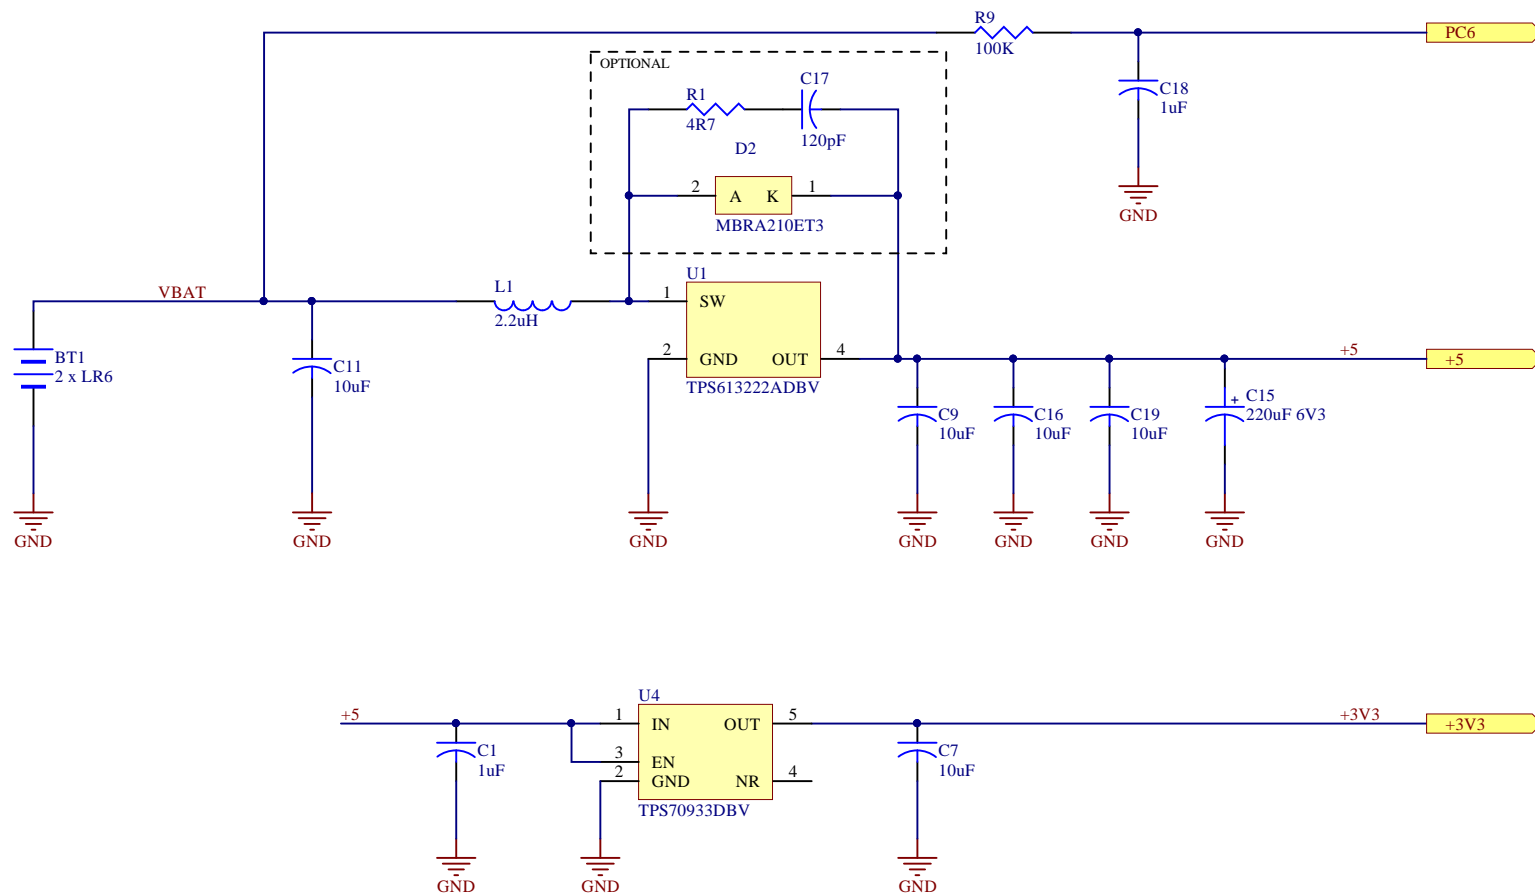 R9
100K
PC6
OPTIONAL
C18
1uF
GND
R1
4R7
C17
120pF
D2
2 A K 1
MBRA210ET3
VBAT
BT1
2 x LR6
GND
C11
10uF
GND
L1
2.2uH
U1
1 SW
2 GND OUT 4
TPS613222ADBV
GND
+5
+5
C9
10uF
GND
C16
10uF
GND
C19
10uF
GND
+ C15
220uF 6V3
GND
+5
C1
1uF
GND
U4
1 IN OUT 5
3 EN
2 GND NR 4
TPS70933DBV
GND
C7
10uF
GND
+3V3
+3V3